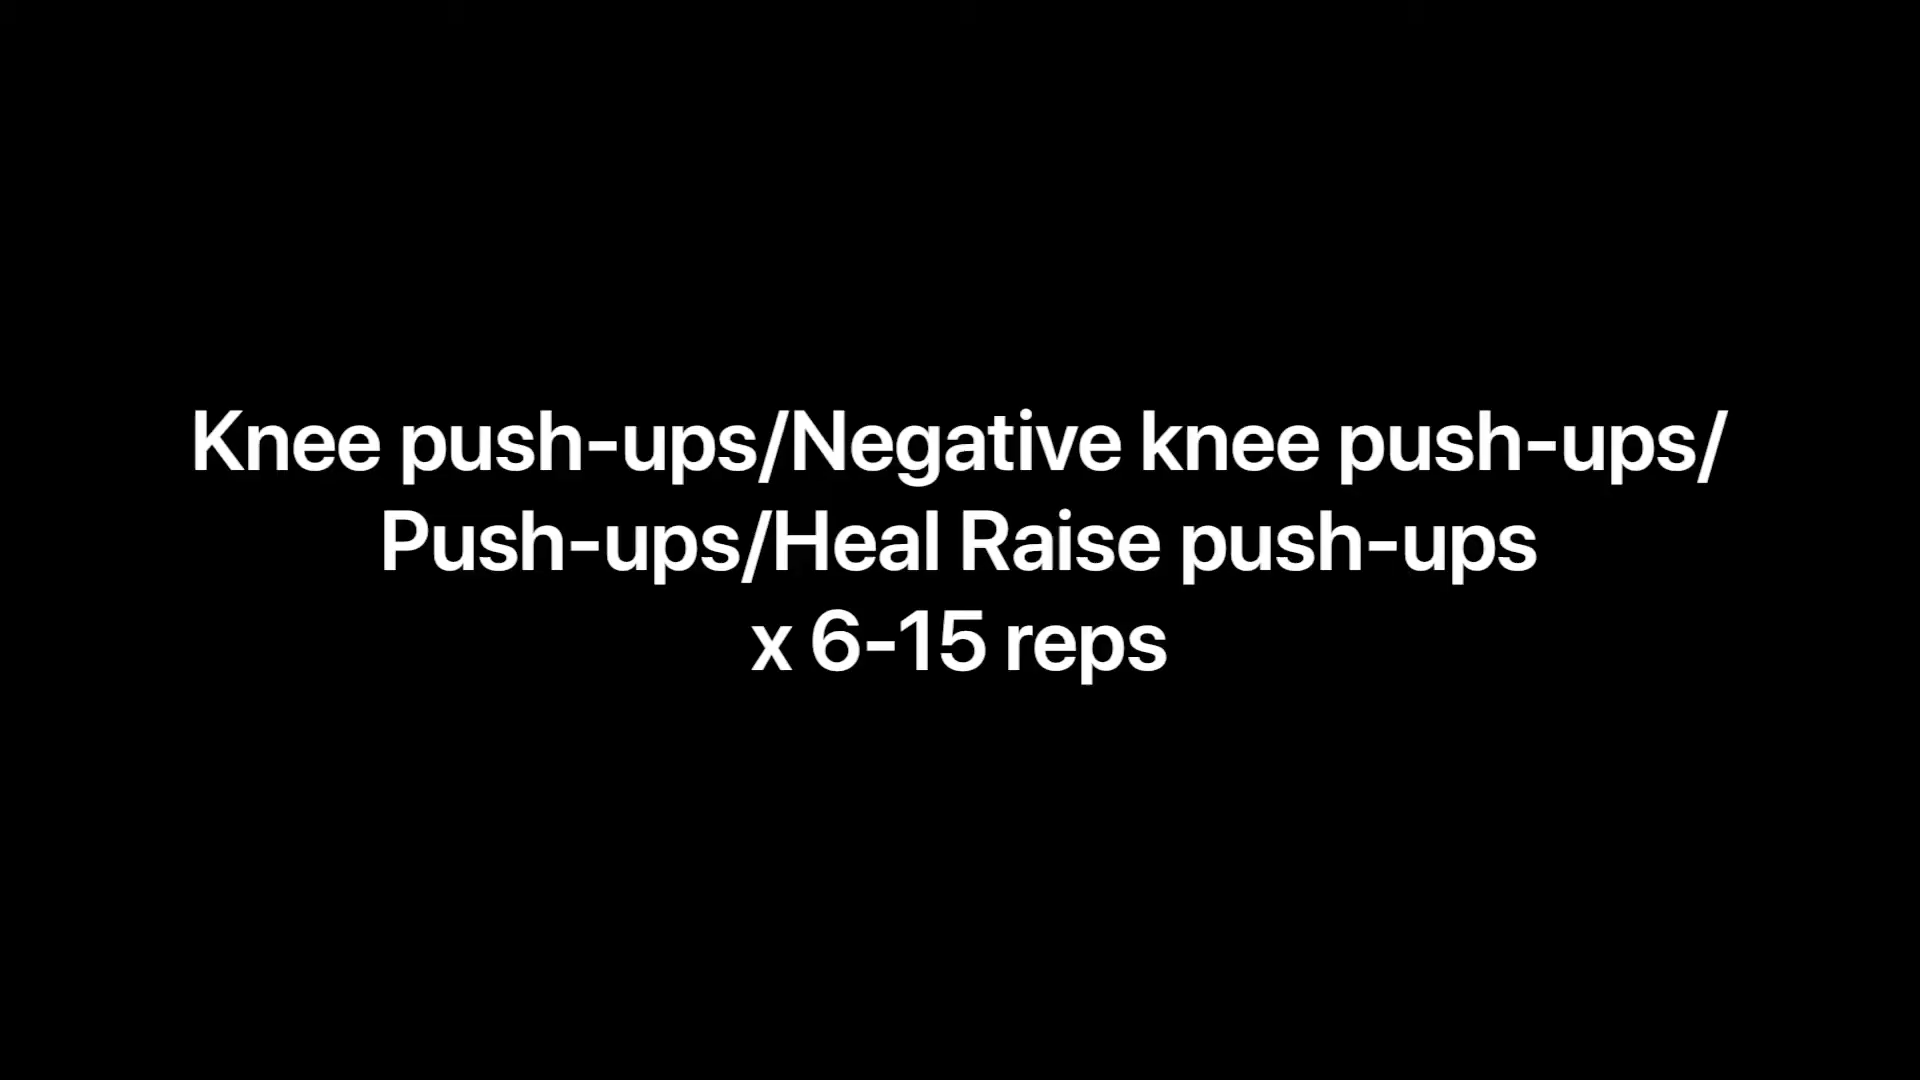 Knee push-ups/Negative knee push-ups/
Push-ups/Heal Raise push-ups
x 6-15 reps